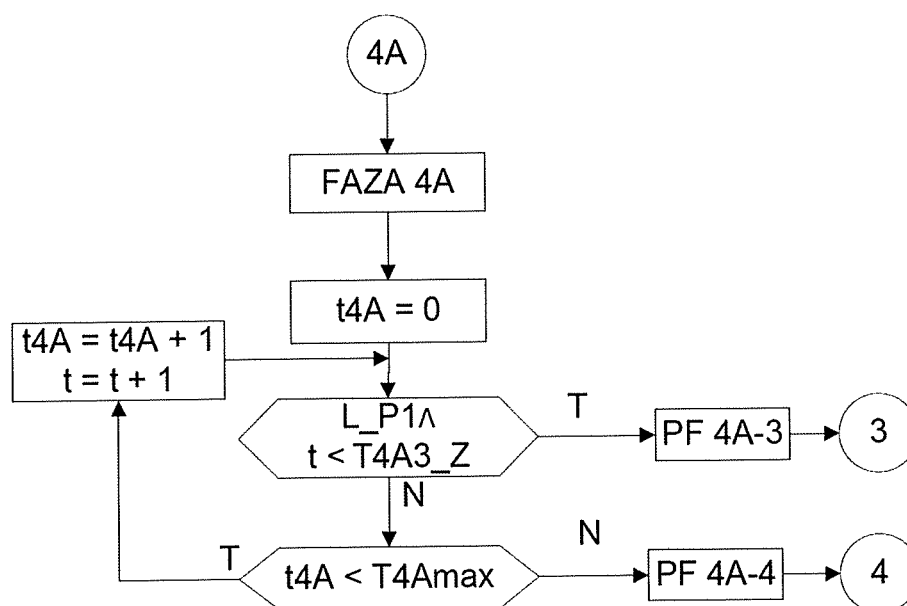 4A
FAZA 4A
t4A = 0
t4A = t4A + 1
t = t + 1
L_P1∧
t < T4A3_Z
T
PF 4A-3
3
N
T
t4A < T4Amax
N
PF 4A-4
4